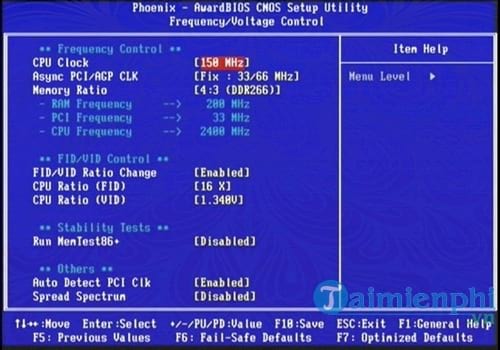 Phoenix - AwardBIOS CMOS Setup Utility
Frequency/Voltage Control
** Frequency Control **
CPU Clock [150 MHz]
Async PCI/AGP CLK [Fix : 33/66 MHz]
Memory Ratio [4:3 (DDR266)]
- RAM Frequency --> 200 MHz
- PCI Frequency --> 33 MHz
- CPU Frequency --> 2400 MHz
** FID/VID Control **
FID/VID Ratio Change [Enabled]
CPU Ratio (FID) [16 X]
CPU Ratio (VID) [1.340V]
** Stability Tests **
Run MemTest86+ [Disabled]
** Others **
Auto Detect PCI Clk [Enabled]
Spread Spectrum [Disabled]
Item Help
Menu Level ▶
Taimienphi
.vn
↑↓→←:Move Enter:Select +/-/PU/PD:Value F10:Save ESC:Exit F1:General Help
F5: Previous Values F6: Fail-Safe Defaults F7: Optimized Defaults